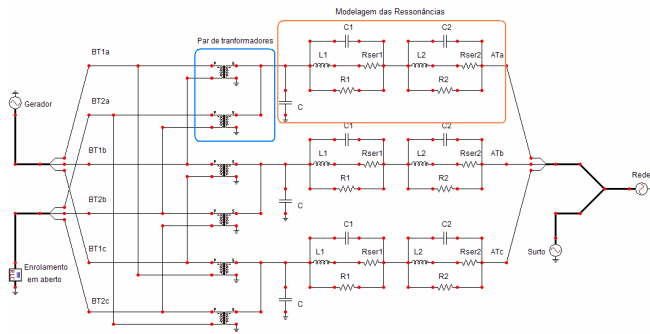 Modelagem das Ressonâncias
Par de tranformadores
BT1a
C1
C2
L1
Rser1
L2
Rser2
ATa
R1
R2
C
Gerador
BT2a
BT1b
C1
C2
L1
Rser1
L2
Rser2
ATb
R1
R2
C
Rede
BT2b
Enrolamento
em aberto
BT1c
C1
C2
L1
Rser1
L2
Rser2
ATc
R1
R2
C
Surto
BT2c